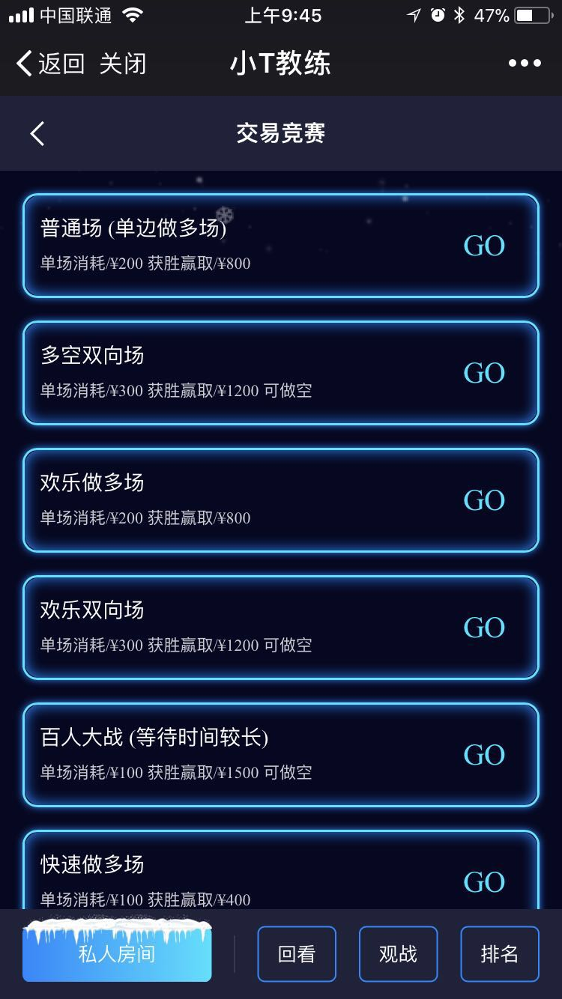 中国联通 上午9:45 47%
返回 关闭 小T教练
交易竞赛
普通场 (单边做多场)
单场消耗/¥200 获胜赢取/¥800
GO
多空双向场
单场消耗/¥300 获胜赢取/¥1200 可做空
GO
欢乐做多场
单场消耗/¥200 获胜赢取/¥800
GO
欢乐双向场
单场消耗/¥300 获胜赢取/¥1200 可做空
GO
百人大战 (等待时间较长)
单场消耗/¥100 获胜赢取/¥1500 可做空
GO
快速做多场
单场消耗/¥100 获胜赢取/¥400
GO
私人房间 回看 观战 排名